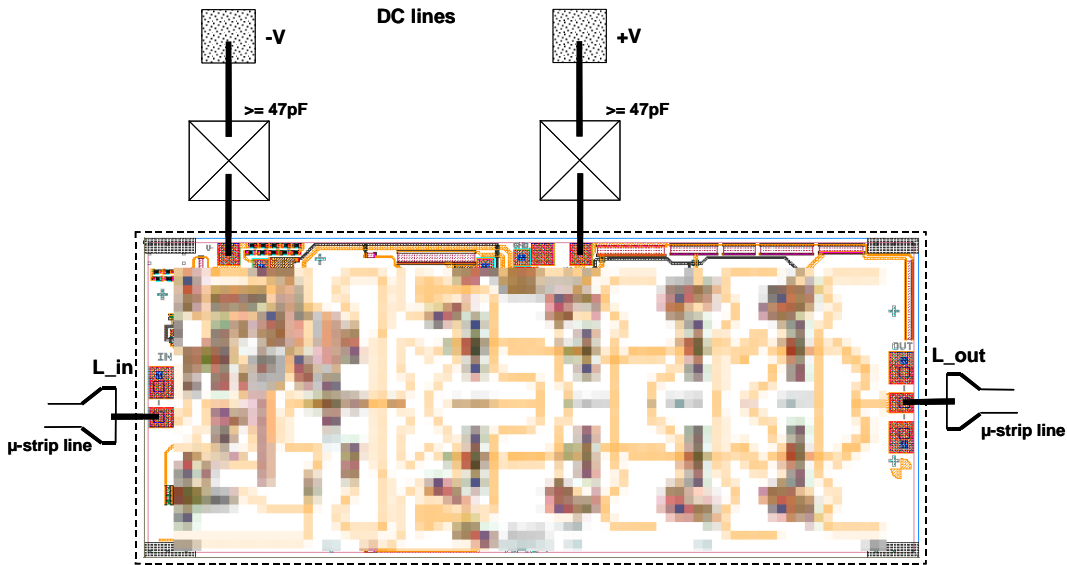 DC lines
-V
+V
>= 47pF
>= 47pF
V-
IN
OUT
L_in
L_out
µ-strip line
µ-strip line